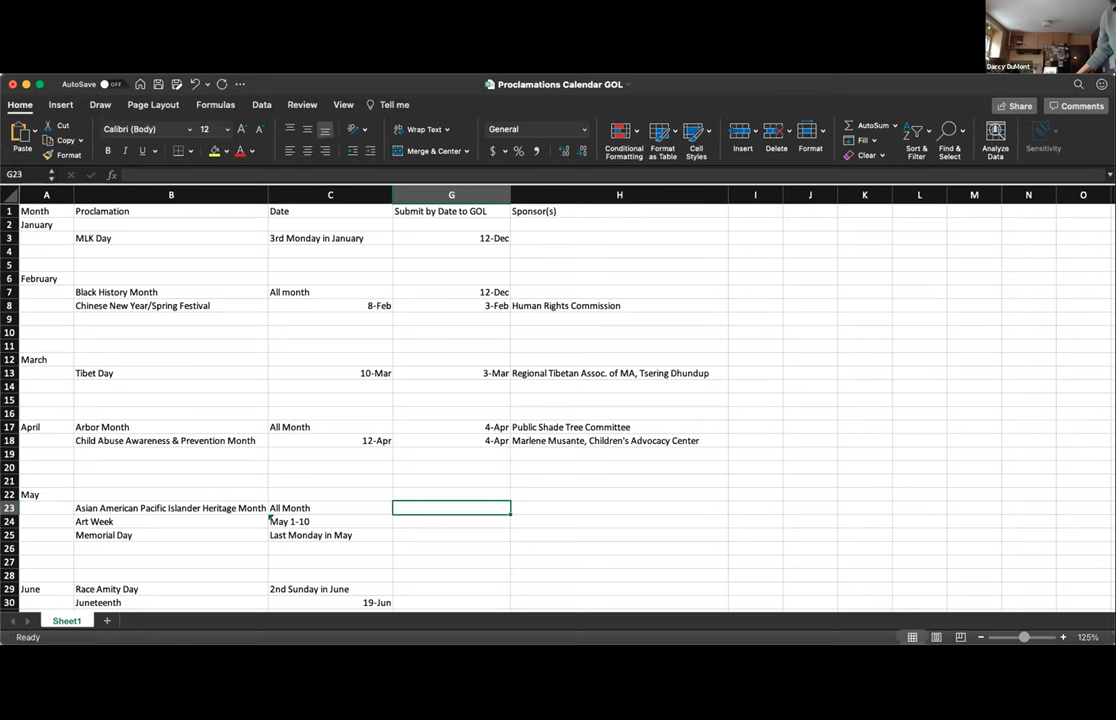 Darcy DuMont
AutoSave OFF Proclamations Calendar GOL
Home Insert Draw Page Layout Formulas Data Review View Tell me Share Comments
Paste Cut Copy Format Calibri (Body) 12 Wrap Text Merge & Center General Conditional Formatting Format as Table Cell Styles Insert Delete Format AutoSum Fill Clear Sort & Filter Find & Select Analyze Data Sensitivity
G23 fx
A B C G H I J K L M N O
1 Month Proclamation Date Submit by Date to GOL Sponsor(s)
2 January
3 MLK Day 3rd Monday in January 12-Dec
4
5
6 February
7 Black History Month All month 12-Dec
8 Chinese New Year/Spring Festival 8-Feb 3-Feb Human Rights Commission
9
10
11
12 March
13 Tibet Day 10-Mar 3-Mar Regional Tibetan Assoc. of MA, Tsering Dhundup
14
15
16
17 April Arbor Month All Month 4-Apr Public Shade Tree Committee
18 Child Abuse Awareness & Prevention Month 12-Apr 4-Apr Marlene Musante, Children's Advocacy Center
19
20
21
22 May
23 Asian American Pacific Islander Heritage Month All Month
24 Art Week May 1-10
25 Memorial Day Last Monday in May
26
27
28
29 June Race Amity Day 2nd Sunday in June
30 Juneteenth 19-Jun
Sheet1 +
Ready 125%